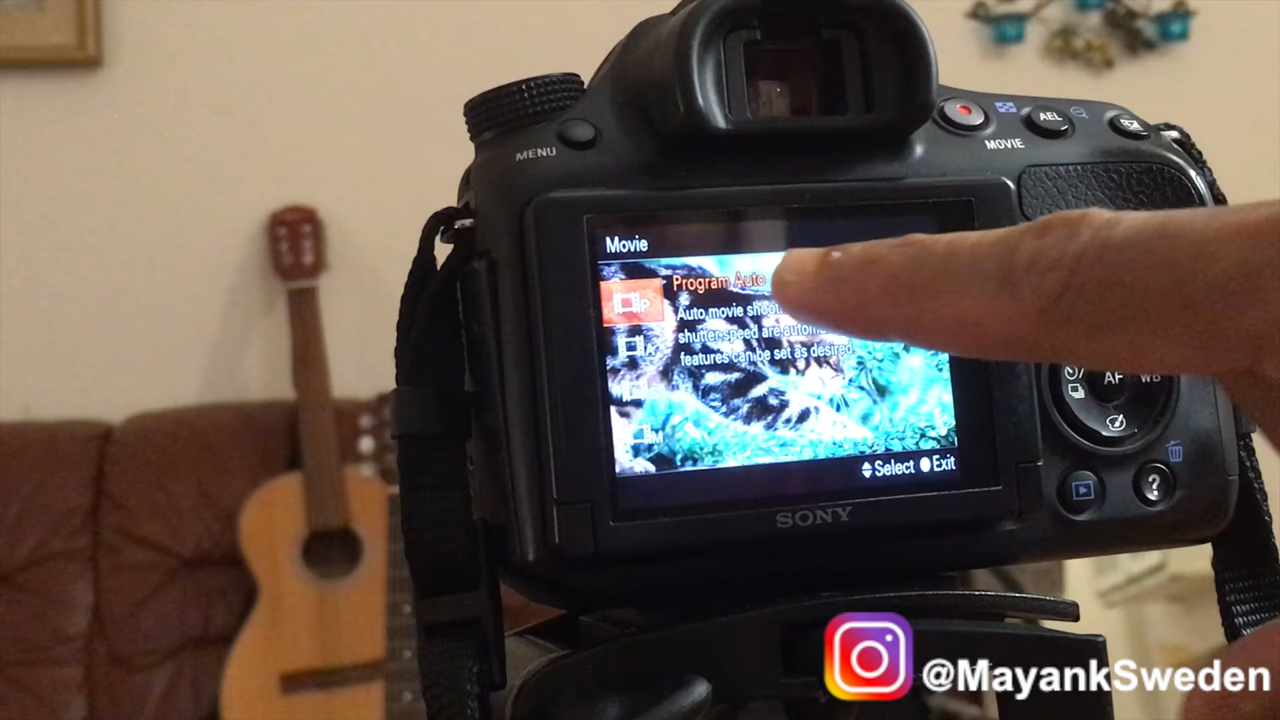 MENU
MOVIE
AEL
Movie
Program Auto
Auto movie shoot
shutter speed are automa
features can be set as desired.
P
A
M
AF
WB
Select Exit
?
SONY
@MayankSweden